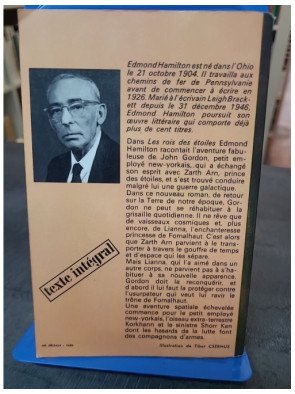 Edmond Hamilton est né dans l'Ohio
le 21 octobre 1904. Il travailla aux
chemins de fer de Pennsylvanie
avant de commencer à écrire en
1926. Marié à l'écrivain Leigh Brack-
ett depuis le 31 décembre 1946,
Edmond Hamilton poursuit son
œuvre littéraire qui comporte déjà
plus de cent titres.
Dans Les rois des étoiles Edmond
Hamilton racontait l'aventure fabu-
leuse de John Gordon, petit em-
ployé new-yorkais, qui a échangé
son esprit avec Zarth Arn, prince
des étoiles, et s'est trouvé conduire
malgré lui une guerre galactique.
Dans ce nouveau roman, de retour
sur la Terre de notre époque, Gor-
don ne peut se réhabituer à la
grisaille quotidienne. Il ne rêve que
de vaisseaux cosmiques et, plus
encore, de Lianna, l'enchanteresse
princesse de Fomalhaut. C'est alors
que Zarth Arn parvient à le trans-
porter à travers le gouffre de temps
et d'espace qui les sépare.
Mais Lianna, qui l'a aimé dans un
autre corps, ne parvient pas à s'ha-
bituer à sa nouvelle apparence.
Gordon doit la reconquérir, et
d'abord il lui faut la protéger contre
l'usurpateur qui veut lui ravir le
trône de Fomalhaut.
Une aventure spatiale échevelée
commence pour le petit employé
new-yorkais, l'oiseau extra-terrestre
Korkhann et le sinistre Shorr Kan
dont les hasards de la lutte font
des compagnons d'armes.
texte intégral
Illustration de Tibor CSERNUS